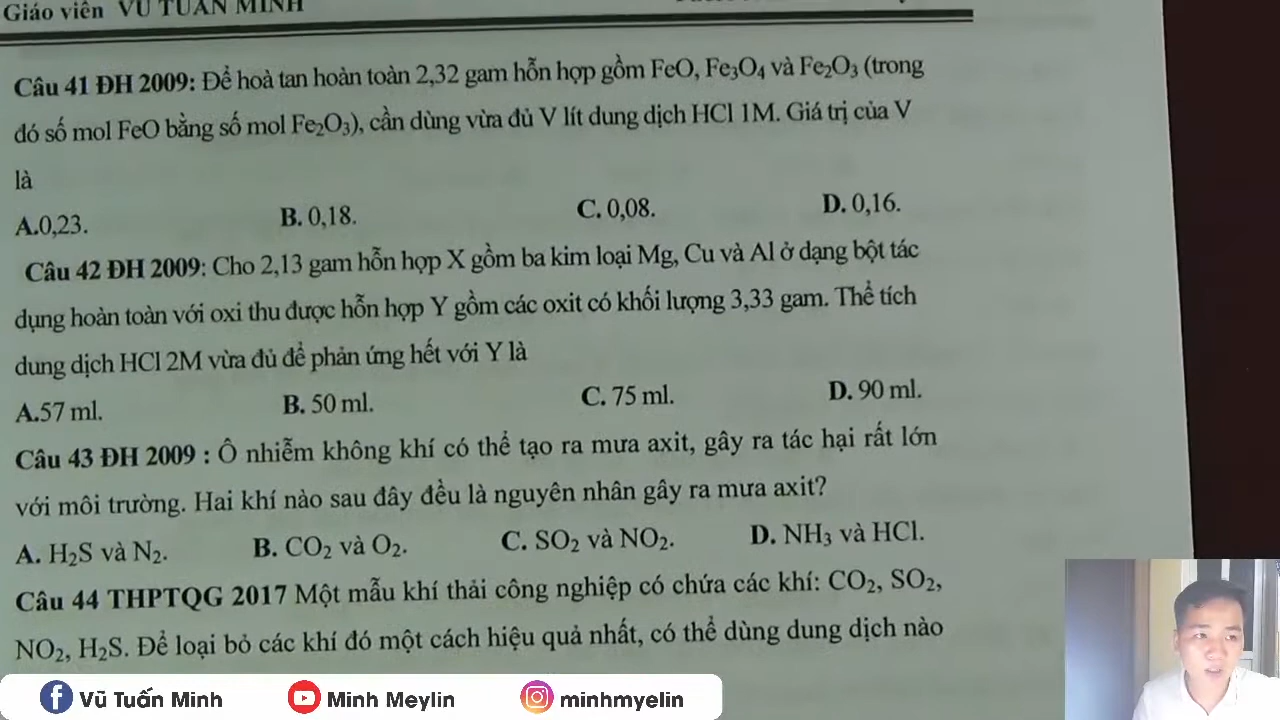 Giáo viên VŨ TUẤN MINH
Câu 41 ĐH 2009: Để hoà tan hoàn toàn 2,32 gam hỗn hợp gồm FeO, Fe₃O₄ và Fe₂O₃ (trong
đó số mol FeO bằng số mol Fe₂O₃), cần dùng vừa đủ V lít dung dịch HCl 1M. Giá trị của V
là
A.0,23. B. 0,18. C. 0,08. D. 0,16.
Câu 42 ĐH 2009: Cho 2,13 gam hỗn hợp X gồm ba kim loại Mg, Cu và Al ở dạng bột tác
dụng hoàn toàn với oxi thu được hỗn hợp Y gồm các oxit có khối lượng 3,33 gam. Thể tích
dung dịch HCl 2M vừa đủ để phản ứng hết với Y là
A.57 ml. B. 50 ml. C. 75 ml. D. 90 ml.
Câu 43 ĐH 2009 : Ô nhiễm không khí có thể tạo ra mưa axit, gây ra tác hại rất lớn
với môi trường. Hai khí nào sau đây đều là nguyên nhân gây ra mưa axit?
A. H₂S và N₂. B. CO₂ và O₂. C. SO₂ và NO₂. D. NH₃ và HCl.
Câu 44 THPTQG 2017 Một mẫu khí thải công nghiệp có chứa các khí: CO₂, SO₂,
NO₂, H₂S. Để loại bỏ các khí đó một cách hiệu quả nhất, có thể dùng dung dịch nào
Vũ Tuấn Minh Minh Meylin minhmyelin